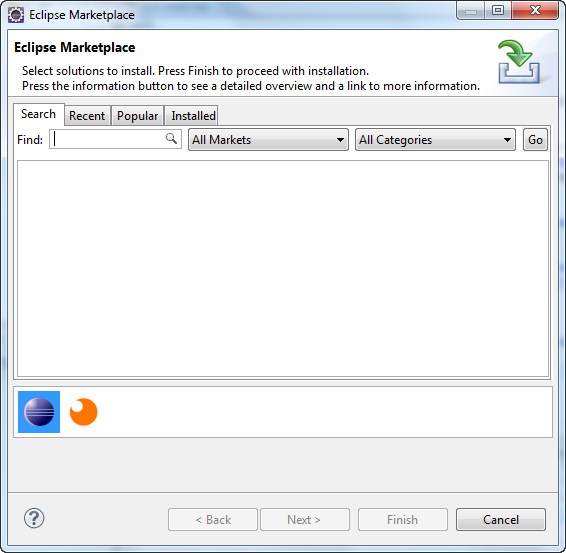 Eclipse Marketplace
Eclipse Marketplace
Select solutions to install. Press Finish to proceed with installation.
Press the information button to see a detailed overview and a link to more information.
Search Recent Popular Installed
Find: All Markets All Categories Go
? < Back Next > Finish Cancel